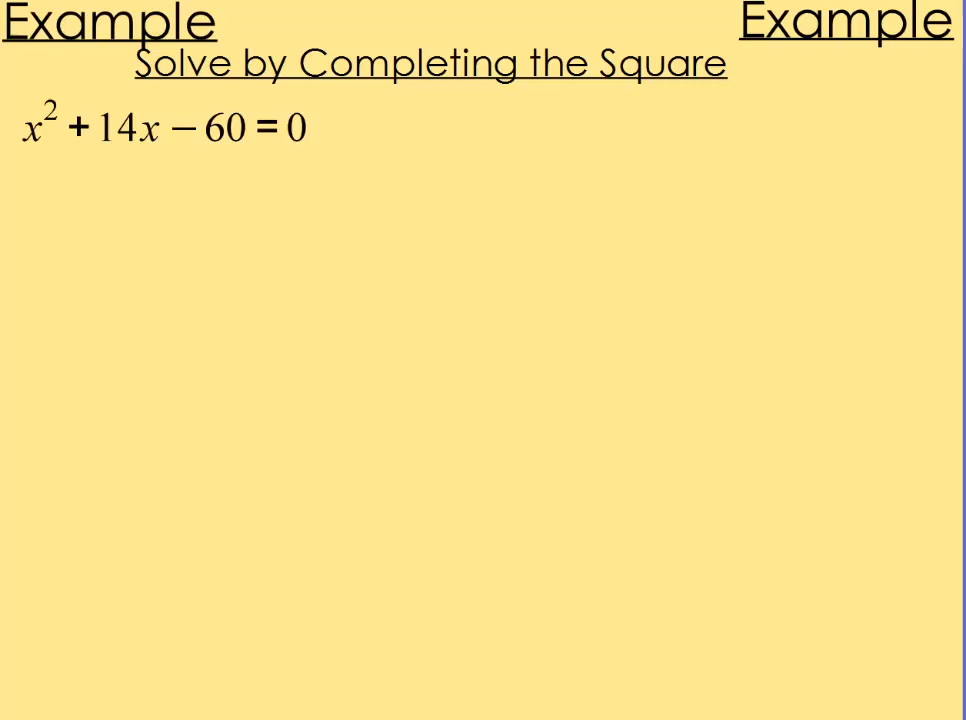 Example Example
Solve by Completing the Square
x² + 14x − 60 = 0